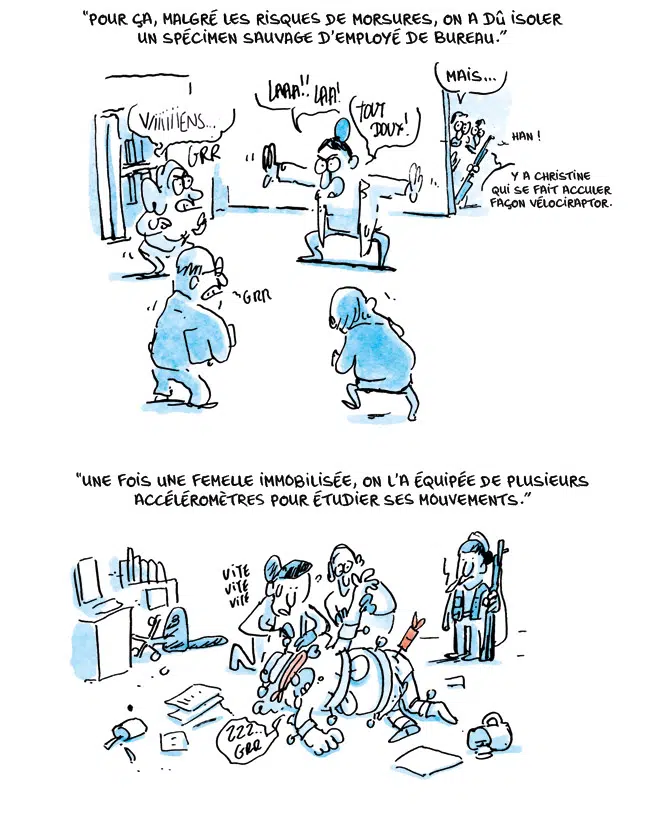 "POUR ÇA, MALGRÉ LES RISQUES DE MORSURES, ON A DÛ ISOLER
UN SPÉCIMEN SAUVAGE D'EMPLOYÉ DE BUREAU."
MAIS...
LAAA!! LAA!
TOUT
DOUX!
VIIIIIENS...
GRR
HAN !
Y A CHRISTINE
QUI SE FAIT ACCULER
FAÇON VÉLOCIRAPTOR.
GRR
"UNE FOIS UNE FEMELLE IMMOBILISÉE, ON L'A ÉQUIPÉE DE PLUSIEURS
ACCÉLÉROMÈTRES POUR ÉTUDIER SES MOUVEMENTS."
VITE
VITE
VITE
ZZZ..
GRR